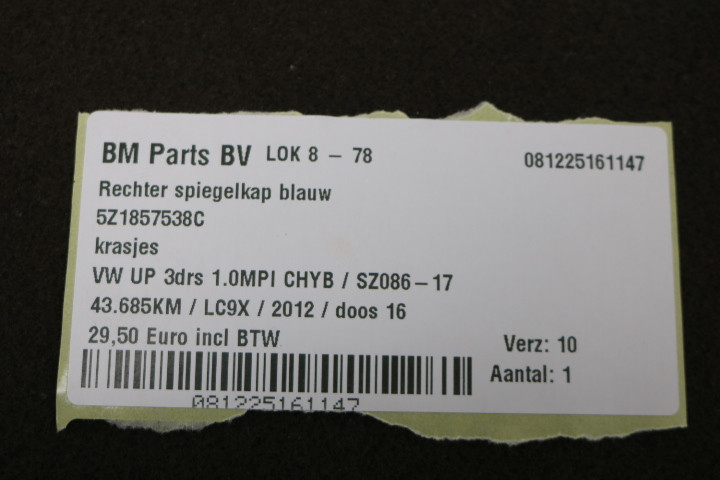 BM Parts BV LOK 8 - 78 081225161147
Rechter spiegelkap blauw
5Z1857538C
krasjes
VW UP 3drs 1.0MPI CHYB / SZ086-17
43.685KM / LC9X / 2012 / doos 16
29,50 Euro incl BTW
Verz: 10
Aantal: 1
081225161147